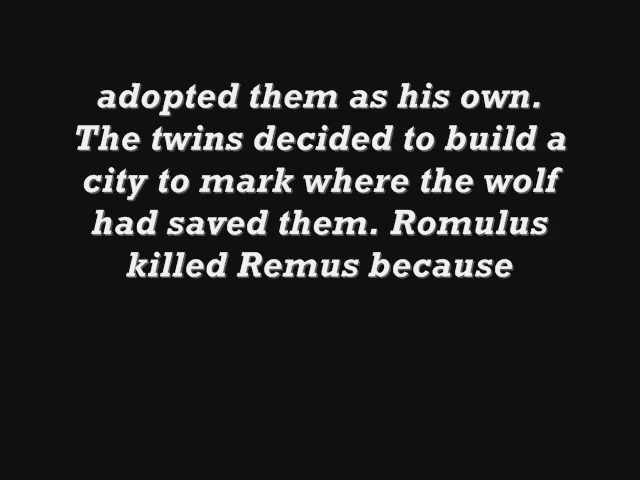 adopted them as his own.
The twins decided to build a
city to mark where the wolf
had saved them. Romulus
killed Remus because